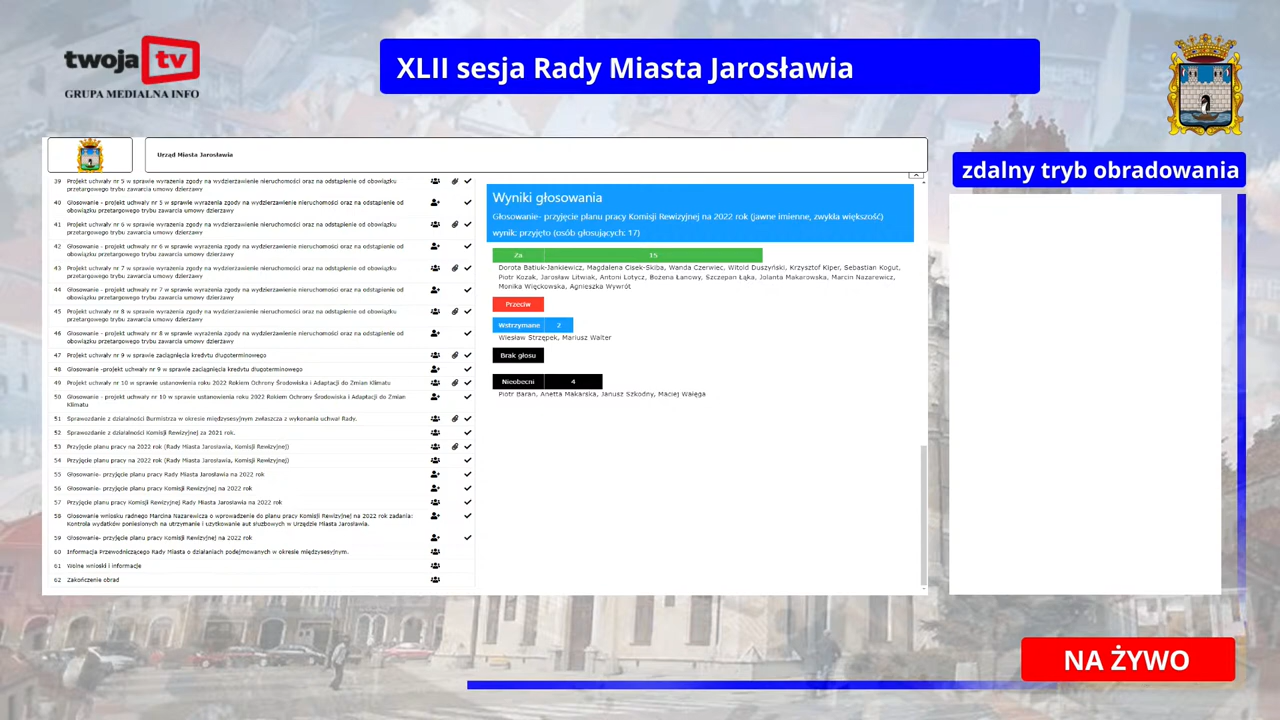 twoja tv
GRUPA MEDIALNA INFO
XLII sesja Rady Miasta Jarosławia
zdalny tryb obradowania
Urząd Miasta Jarosławia
39 Projekt uchwały nr 5 w sprawie wyrażenia zgody na wydzierżawienie nieruchomości oraz na odstąpienie od obowiązku
przetargowego trybu zawarcia umowy dzierżawy
40 Głosowanie - projekt uchwały nr 5 w sprawie wyrażenia zgody na wydzierżawienie nieruchomości oraz na odstąpienie od
obowiązku przetargowego trybu zawarcia umowy dzierżawy
41 Projekt uchwały nr 6 w sprawie wyrażenia zgody na wydzierżawienie nieruchomości oraz na odstąpienie od obowiązku
przetargowego trybu zawarcia umowy dzierżawy
42 Głosowanie - projekt uchwały nr 6 w sprawie wyrażenia zgody na wydzierżawienie nieruchomości oraz na odstąpienie od
obowiązku przetargowego trybu zawarcia umowy dzierżawy
43 Projekt uchwały nr 7 w sprawie wyrażenia zgody na wydzierżawienie nieruchomości oraz na odstąpienie od obowiązku
przetargowego trybu zawarcia umowy dzierżawy
44 Głosowanie - projekt uchwały nr 7 w sprawie wyrażenia zgody na wydzierżawienie nieruchomości oraz na odstąpienie od
obowiązku przetargowego trybu zawarcia umowy dzierżawy
45 Projekt uchwały nr 8 w sprawie wyrażenia zgody na wydzierżawienie nieruchomości oraz na odstąpienie od obowiązku
przetargowego trybu zawarcia umowy dzierżawy
46 Głosowanie - projekt uchwały nr 8 w sprawie wyrażenia zgody na wydzierżawienie nieruchomości oraz na odstąpienie od
obowiązku przetargowego trybu zawarcia umowy dzierżawy
47 Projekt uchwały nr 9 w sprawie zaciągnięcia kredytu długoterminowego
48 Głosowanie -projekt uchwały nr 9 w sprawie zaciągnięcia kredytu długoterminowego
49 Projekt uchwały nr 10 w sprawie ustanowienia roku 2022 Rokiem Ochrony Środowiska i Adaptacji do Zmian Klimatu
50 Głosowanie - projekt uchwały nr 10 w sprawie ustanowienia roku 2022 Rokiem Ochrony Środowiska i Adaptacji do Zmian
Klimatu
51 Sprawozdanie z działalności Burmistrza w okresie międzysesyjnym zwłaszcza z wykonania uchwał Rady.
52 Sprawozdanie z działalności Komisji Rewizyjnej za 2021 rok.
53 Przyjęcie planu pracy na 2022 rok (Rady Miasta Jarosławia, Komisji Rewizyjnej)
54 Przyjęcie planu pracy na 2022 rok (Rady Miasta Jarosławia, Komisji Rewizyjnej)
55 Głosowanie- przyjęcie planu pracy Rady Miasta Jarosławia na 2022 rok
56 Głosowanie- przyjęcie planu pracy Komisji Rewizyjnej na 2022 rok
57 Przyjęcie planu pracy Komisji Rewizyjnej Rady Miasta Jarosławia na 2022 rok
58 Głosowanie wniosku radnego Marcina Nazarewicza o wprowadzenie do planu pracy Komisji Rewizyjnej na 2022 rok zadania:
Kontrola wydatków poniesionych na utrzymanie i użytkowanie aut służbowych w Urzędzie Miasta Jarosławia.
59 Głosowanie- przyjęcie planu pracy Komisji Rewizyjnej na 2022 rok
60 Informacja Przewodniczącego Rady Miasta o działaniach podejmowanych w okresie międzysesyjnym.
61 Wolne wnioski i informacje
62 Zakończenie obrad
Wyniki głosowania
Głosowanie- przyjęcie planu pracy Komisji Rewizyjnej na 2022 rok (jawne imienne, zwykła większość)
wynik: przyjęto (osób głosujących: 17)
Za 15
Dorota Batiuk-Jankiewicz, Magdalena Cisek-Skiba, Wanda Czerwiec, Witold Duszyński, Krzysztof Kiper, Sebastian Kogut,
Piotr Kozak, Jarosław Litwiak, Antoni Lotycz, Bożena Łanowy, Szczepan Łąka, Jolanta Makarowska, Marcin Nazarewicz,
Monika Więckowska, Agnieszka Wywrót
Przeciw
Wstrzymane 2
Wiesław Strzępek, Mariusz Walter
Brak głosu
Nieobecni 4
Piotr Baran, Anetta Makarska, Janusz Szkodny, Maciej Wałęga
NA ŻYWO